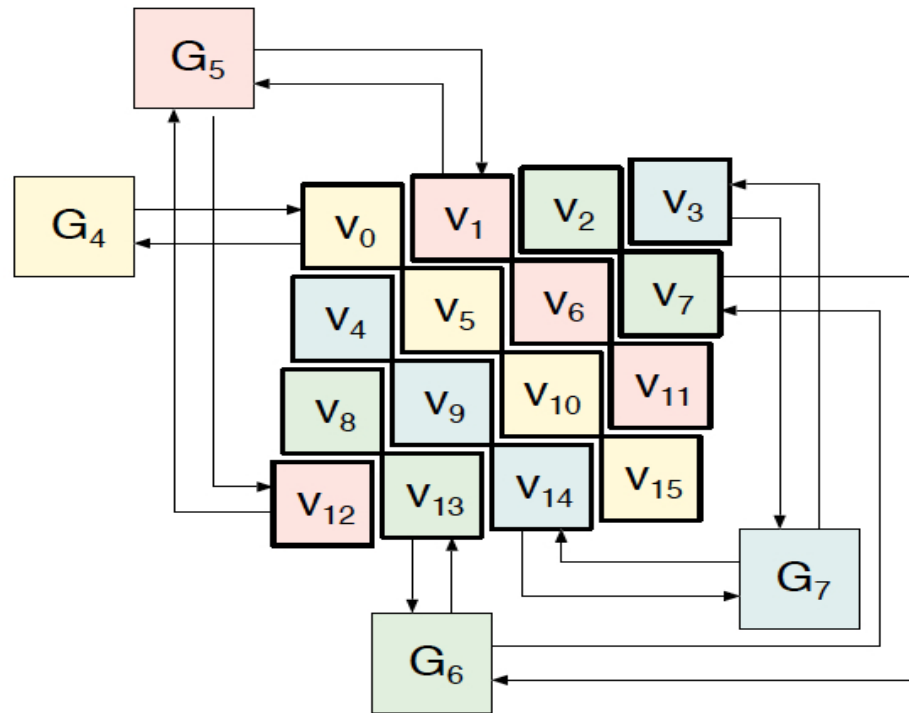 G₅
G₄
v₀ v₁ v₂ v₃
v₄ v₅ v₆ v₇
v₈ v₉ v₁₀ v₁₁
v₁₂ v₁₃ v₁₄ v₁₅
G₇
G₆